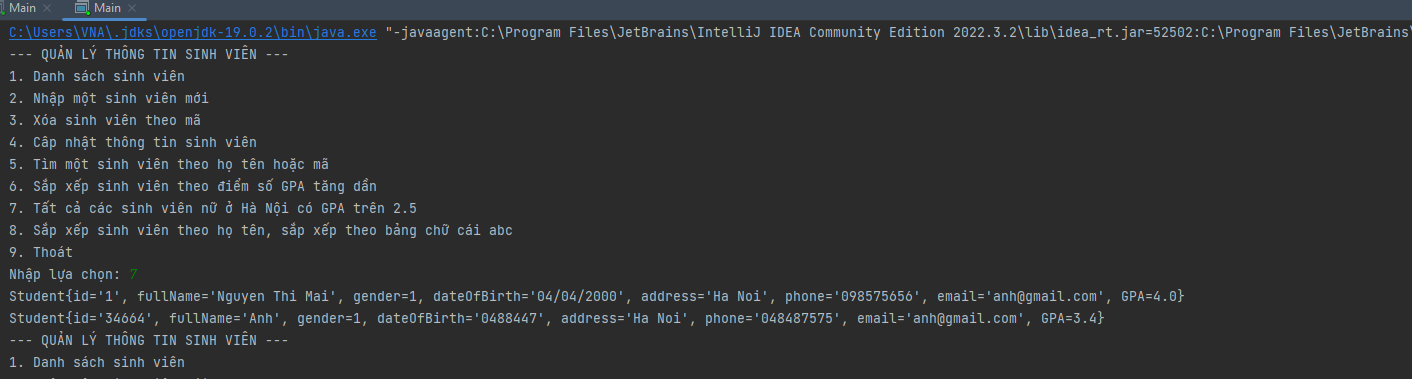 Main Main
C:\Users\VNA\.jdks\openjdk-19.0.2\bin\java.exe "-javaagent:C:\Program Files\JetBrains\IntelliJ IDEA Community Edition 2022.3.2\lib\idea_rt.jar=52502:C:\Program Files\JetBrains\
--- QUẢN LÝ THÔNG TIN SINH VIÊN ---
1. Danh sách sinh viên
2. Nhập một sinh viên mới
3. Xóa sinh viên theo mã
4. Câp nhật thông tin sinh viên
5. Tìm một sinh viên theo họ tên hoặc mã
6. Sắp xếp sinh viên theo điểm số GPA tăng dần
7. Tất cả các sinh viên nữ ở Hà Nội có GPA trên 2.5
8. Sắp xếp sinh viên theo họ tên, sắp xếp theo bảng chữ cái abc
9. Thoát
Nhập lựa chọn: 7
Student{id='1', fullName='Nguyen Thi Mai', gender=1, dateOfBirth='04/04/2000', address='Ha Noi', phone='098575656', email='anh@gmail.com', GPA=4.0}
Student{id='34664', fullName='Anh', gender=1, dateOfBirth='0488447', address='Ha Noi', phone='048487575', email='anh@gmail.com', GPA=3.4}
--- QUẢN LÝ THÔNG TIN SINH VIÊN ---
1. Danh sách sinh viên